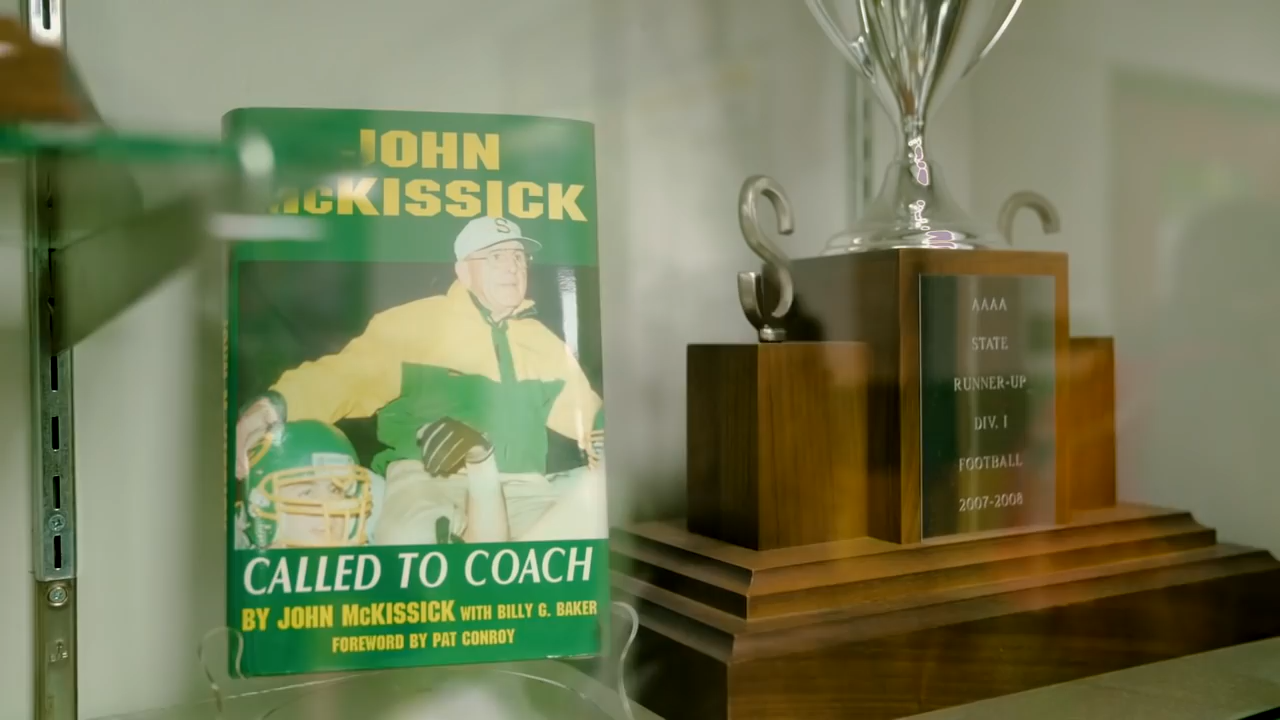 JOHN
McKISSICK
S
CALLED TO COACH
BY JOHN McKISSICK WITH BILLY G. BAKER
FOREWORD BY PAT CONROY
AAAA
STATE
RUNNER-UP
DIV. I
FOOTBALL
2007-2008